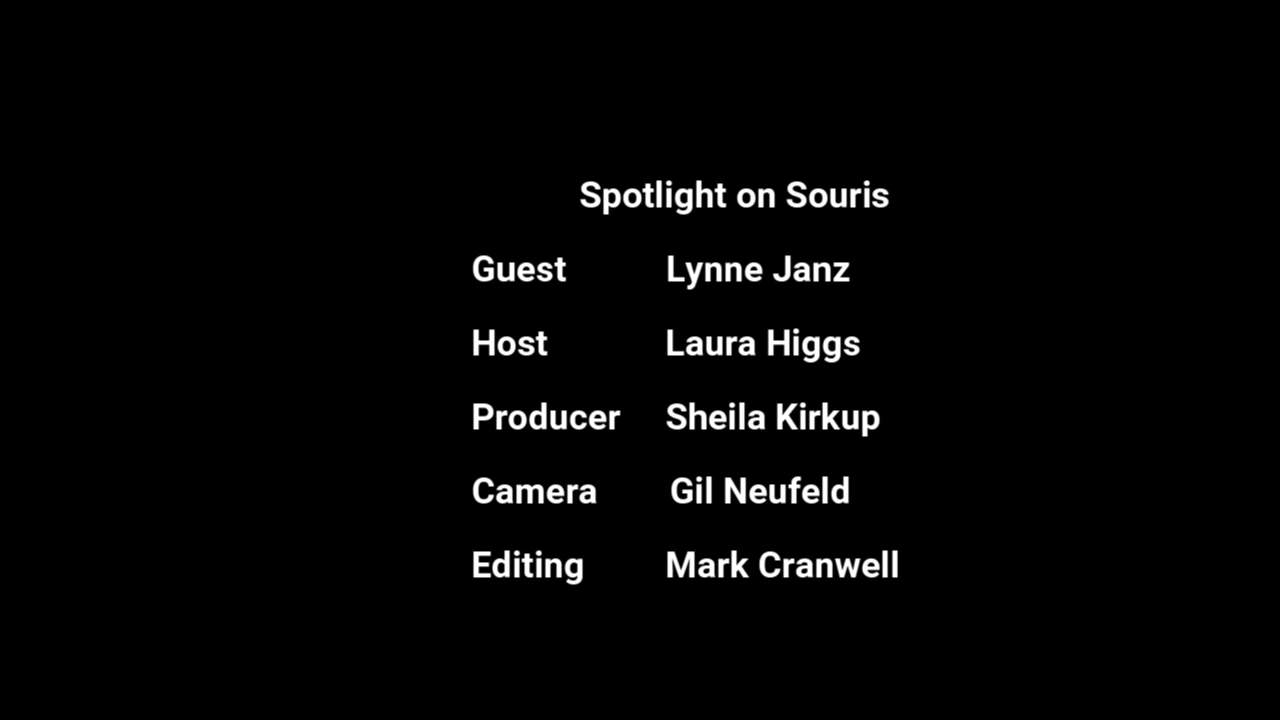 Spotlight on Souris
Guest Lynne Janz
Host Laura Higgs
Producer Sheila Kirkup
Camera Gil Neufeld
Editing Mark Cranwell